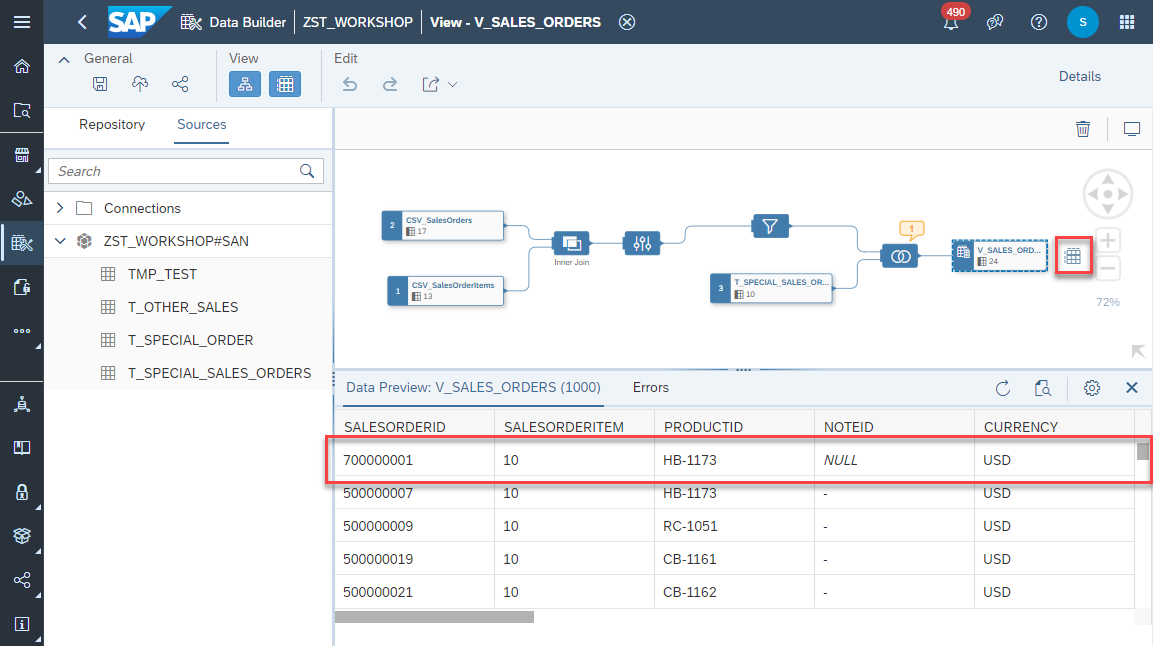 SAP Data Builder ZST_WORKSHOP View - V_SALES_ORDERS 490 S
General View Edit
Details
Repository Sources
Search
Connections
ZST_WORKSHOP#SAN
TMP_TEST
T_OTHER_SALES
T_SPECIAL_ORDER
T_SPECIAL_SALES_ORDERS
2 CSV_SalesOrders
17
Inner Join
1 CSV_SalesOrderItems
13
3 T_SPECIAL_SALES_OR...
10
1
V_SALES_ORD...
24
72%
Data Preview: V_SALES_ORDERS (1000) Errors
SALESORDERID SALESORDERITEM PRODUCTID NOTEID CURRENCY
700000001 10 HB-1173 NULL USD
500000007 10 HB-1173 - USD
500000009 10 RC-1051 - USD
500000019 10 CB-1161 - USD
500000021 10 CB-1162 - USD